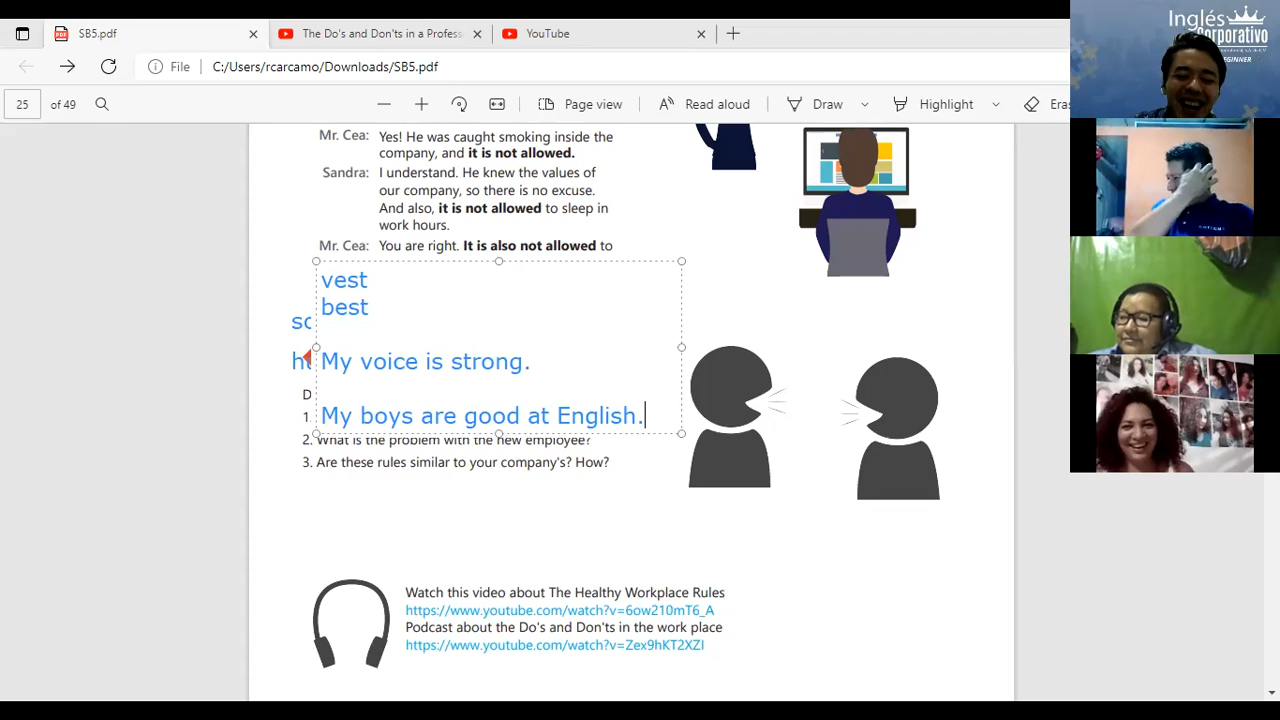 SB5.pdf
The Do's and Don'ts in a Profess
YouTube
File
C:/Users/rcarcamo/Downloads/SB5.pdf
25 of 49
Page view
Read aloud
Draw
Highlight
Eras
Inglés
Corporativo
Mr. Cea: Yes! He was caught smoking inside the
company, and it is not allowed.
Sandra: I understand. He knew the values of
our company, so there is no excuse.
And also, it is not allowed to sleep in
work hours.
Mr. Cea: You are right. It is also not allowed to
vest
best
My voice is strong.
My boys are good at English.
D
1.
2. What is the problem with the new employee?
3. Are these rules similar to your company's? How?
Watch this video about The Healthy Workplace Rules
https://www.youtube.com/watch?v=6ow210mT6_A
Podcast about the Do's and Don'ts in the work place
https://www.youtube.com/watch?v=Zex9hKT2XZI